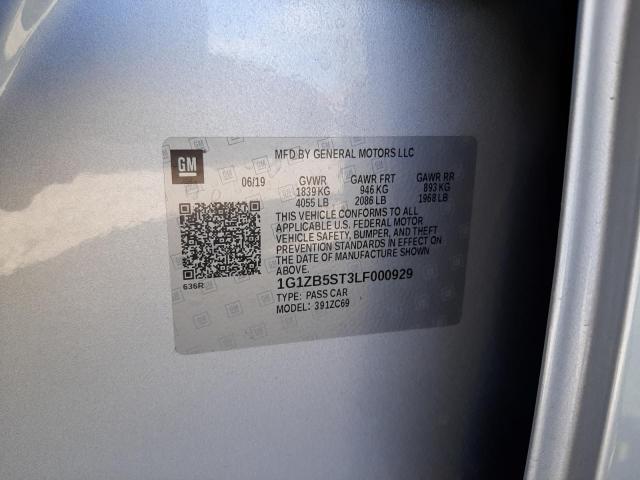 GM
MFD BY GENERAL MOTORS LLC
06/19 GVWR GAWR FRT GAWR RR
1839 KG 946 KG 893 KG
4055 LB 2086 LB 1968 LB
THIS VEHICLE CONFORMS TO ALL
APPLICABLE U.S. FEDERAL MOTOR
VEHICLE SAFETY, BUMPER, AND THEFT
PREVENTION STANDARDS IN EFFECT ON
THE DATE OF MANUFACTURE SHOWN
ABOVE.
636R
1G1ZB5ST3LF000929
TYPE: PASS CAR
MODEL: 391ZC69